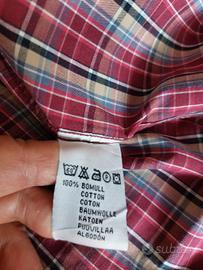 100% BOMULL
COTTON
COTON
BAUMWOLLE
KATOEN
PUUVILLAA
ALGODÓN
subito